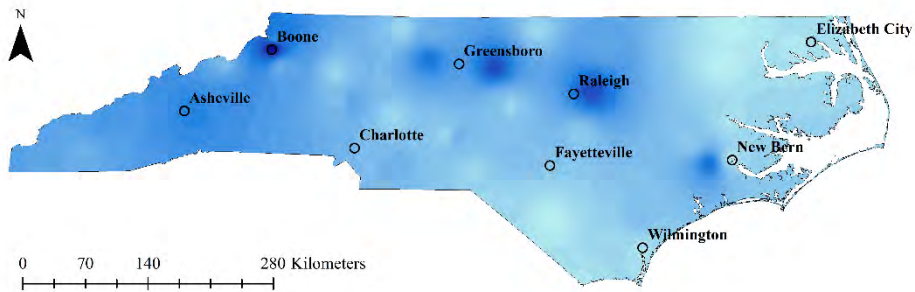 N
Boone
Elizabeth City
Greensboro
Raleigh
Asheville
Charlotte
Fayetteville
New Bern
Wilmington
0 70 140 280 Kilometers